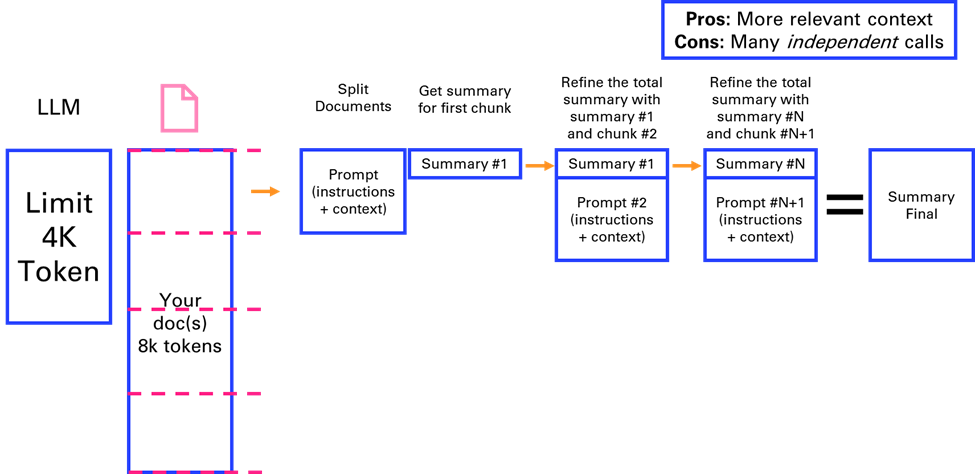 Pros: More relevant context
Cons: Many independent calls
LLM
Split
Documents
Get summary
for first chunk
Refine the total
summary with
summary #1
and chunk #2
Refine the total
summary with
summary #N
and chunk #N+1
Limit
4K
Token
Your
doc(s)
8k tokens
Prompt
(instructions
+ context)
Summary #1
Summary #1
Prompt #2
(instructions
+ context)
Summary #N
Prompt #N+1
(instructions
+ context)
Summary
Final